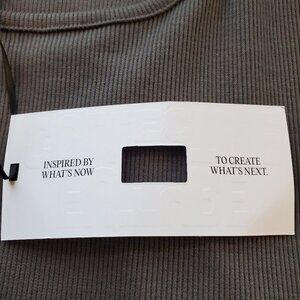 INSPIRED BY
WHAT'S NOW
TO CREATE
WHAT'S NEXT.